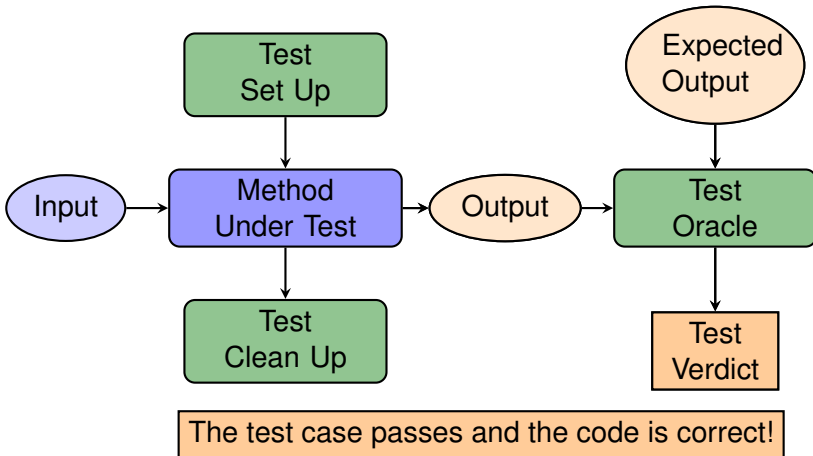 Test
Set Up
Expected
Output
Input
Method
Under Test
Output
Test
Oracle
Test
Clean Up
Test
Verdict
The test case passes and the code is correct!